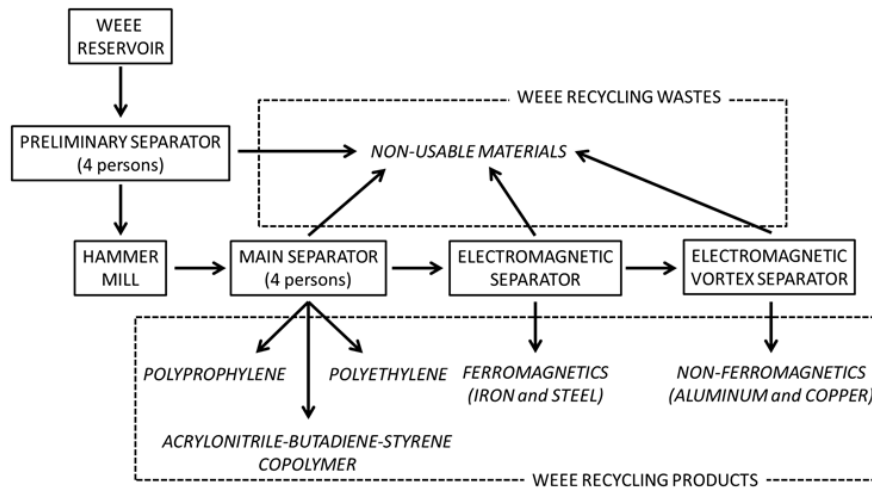 WEEE
RESERVOIR
WEEE RECYCLING WASTES
PRELIMINARY SEPARATOR
(4 persons)
NON-USABLE MATERIALS
HAMMER
MILL
MAIN SEPARATOR
(4 persons)
ELECTROMAGNETIC
SEPARATOR
ELECTROMAGNETIC
VORTEX SEPARATOR
POLYPROPHYLENE
POLYETHYLENE
FERROMAGNETICS
(IRON and STEEL)
NON-FERROMAGNETICS
(ALUMINUM and COPPER)
ACRYLONITRILE-BUTADIENE-STYRENE
COPOLYMER
WEEE RECYCLING PRODUCTS